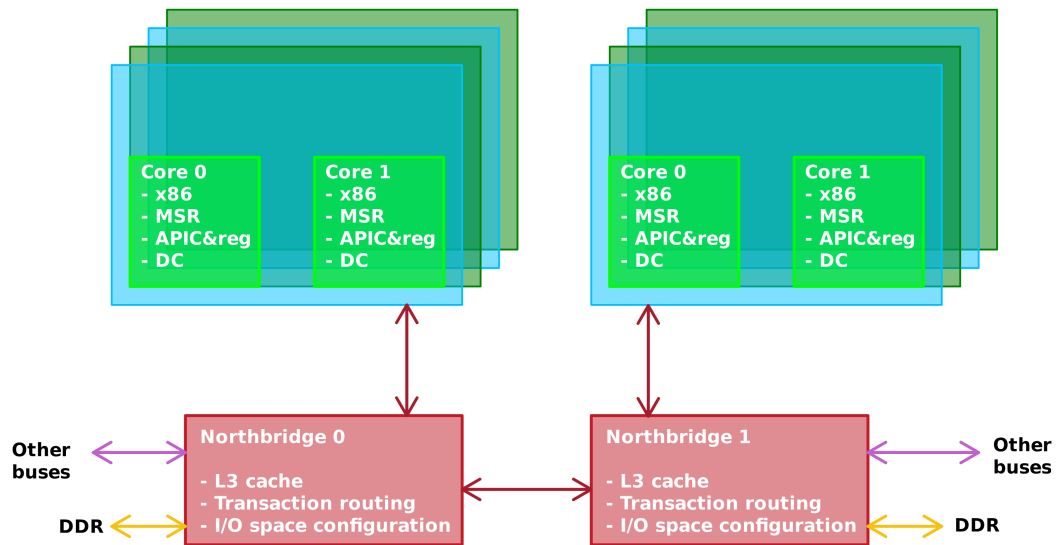 Core 0
- x86
- MSR
- APIC&reg
- DC
Core 1
- x86
- MSR
- APIC&reg
- DC
Core 0
- x86
- MSR
- APIC&reg
- DC
Core 1
- x86
- MSR
- APIC&reg
- DC
Other
buses
DDR
Northbridge 0
- L3 cache
- Transaction routing
- I/O space configuration
Northbridge 1
- L3 cache
- Transaction routing
- I/O space configuration
Other
buses
DDR